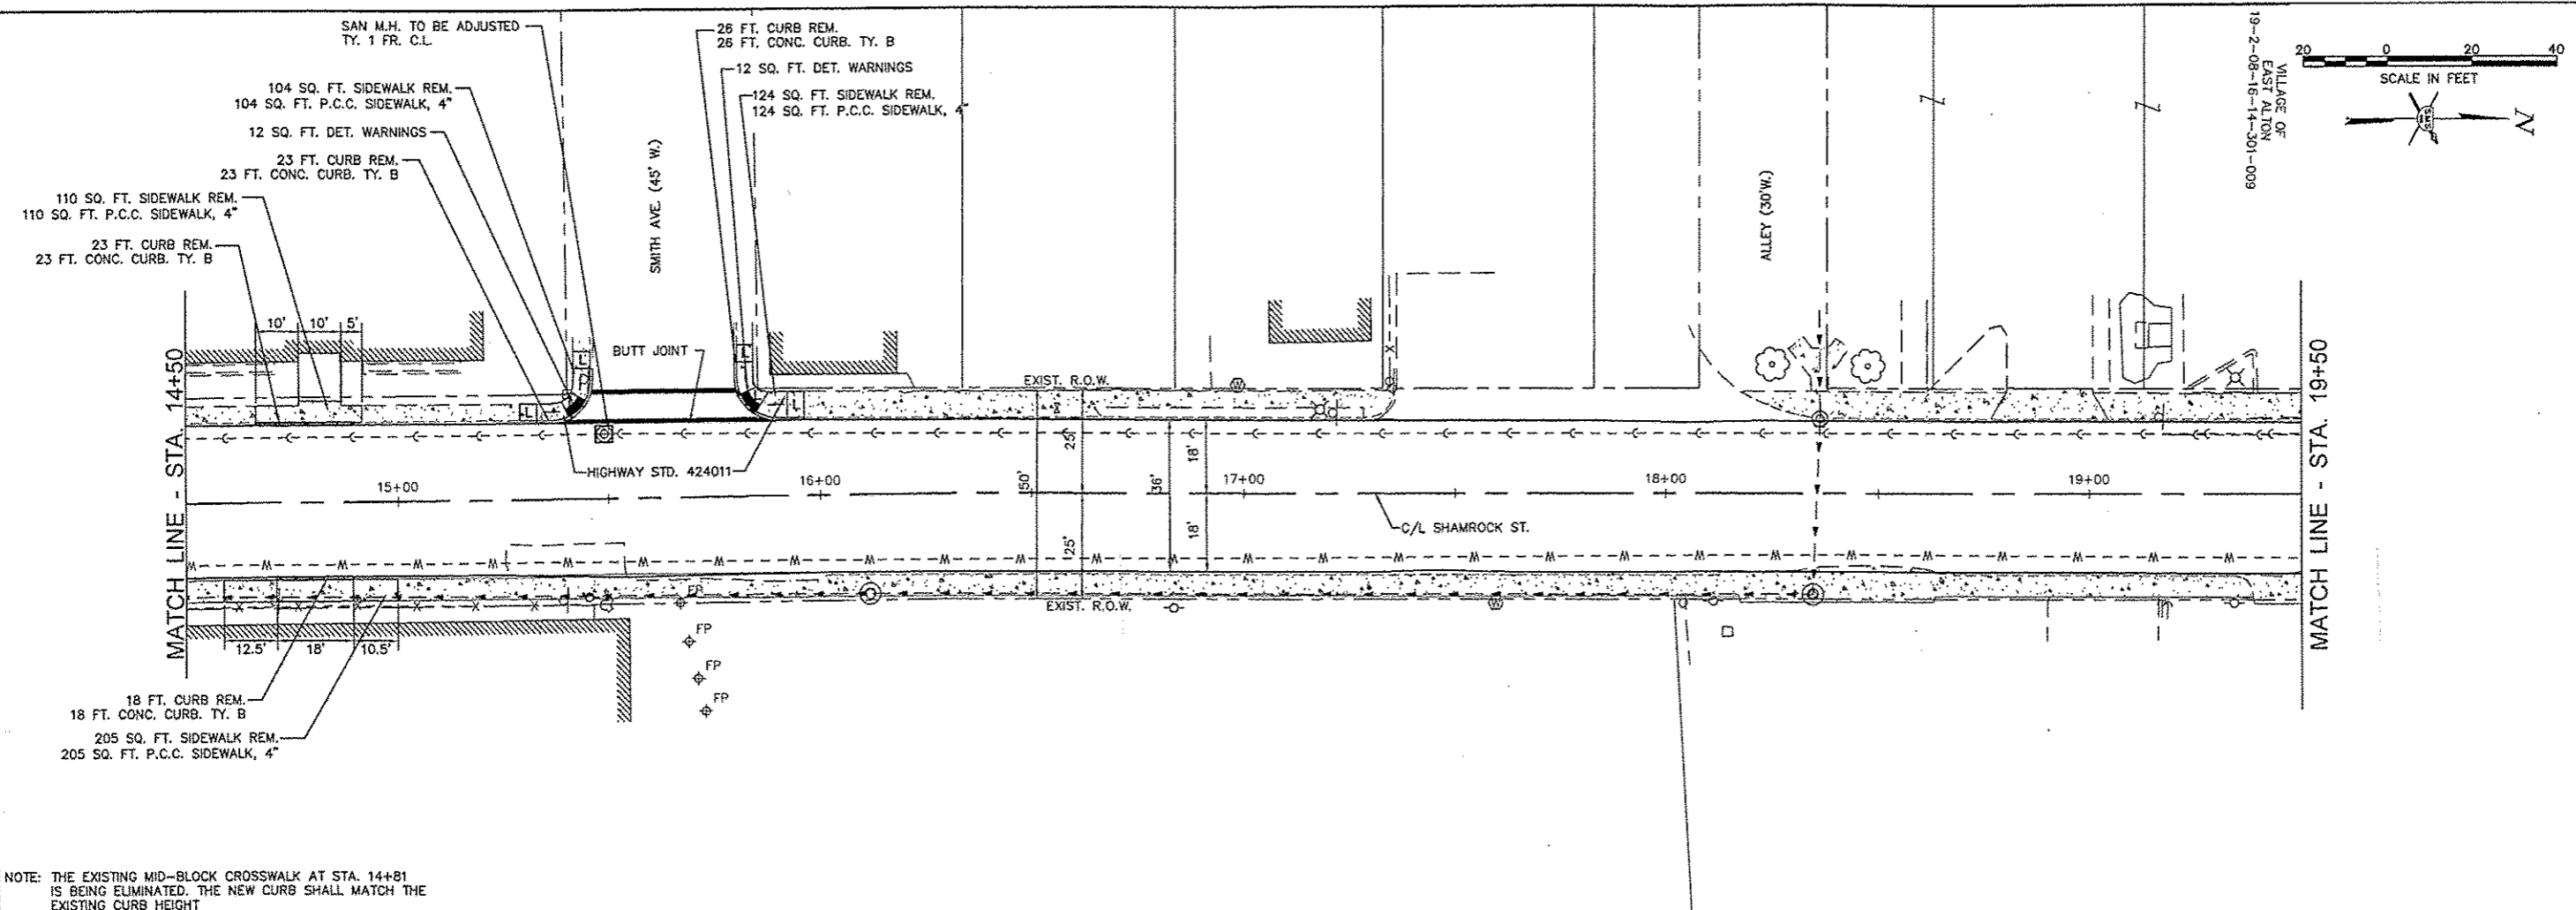 SAN M.H. TO BE ADJUSTED
TY. 1 FR. C.L.
104 SQ. FT. SIDEWALK REM.
104 SQ. FT. P.C.C. SIDEWALK, 4"
12 SQ. FT. DET. WARNINGS
23 FT. CURB REM.
23 FT. CONC. CURB. TY. B
110 SQ. FT. SIDEWALK REM.
110 SQ. FT. P.C.C. SIDEWALK, 4"
23 FT. CURB REM.
23 FT. CONC. CURB. TY. B
26 FT. CURB REM.
26 FT. CONC. CURB. TY. B
12 SQ. FT. DET. WARNINGS
124 SQ. FT. SIDEWALK REM.
124 SQ. FT. P.C.C. SIDEWALK, 4"
SMITH AVE. (45' W.)
ALLEY (30'W.)
VILLAGE OF
EAST ALTON
19-2-08-16-14-301-009
20 0 20 40
SCALE IN FEET
N
10' 10' 5'
BUTT JOINT
L
L
L
L
EXIST. R.O.W.
W
MATCH LINE - STA. 14+50
MATCH LINE - STA. 19+50
HIGHWAY STD. 424011
15+00
16+00
17+00
18+00
19+00
50'
25'
25'
36'
18'
18'
C/L SHAMROCK ST.
EXIST. R.O.W.
W
FP
FP
FP
FP
12.5' 18' 10.5'
18 FT. CURB REM.
18 FT. CONC. CURB. TY. B
205 SQ. FT. SIDEWALK REM.
205 SQ. FT. P.C.C. SIDEWALK, 4"
NOTE: THE EXISTING MID-BLOCK CROSSWALK AT STA. 14+81
IS BEING ELIMINATED. THE NEW CURB SHALL MATCH THE
EXISTING CURB HEIGHT